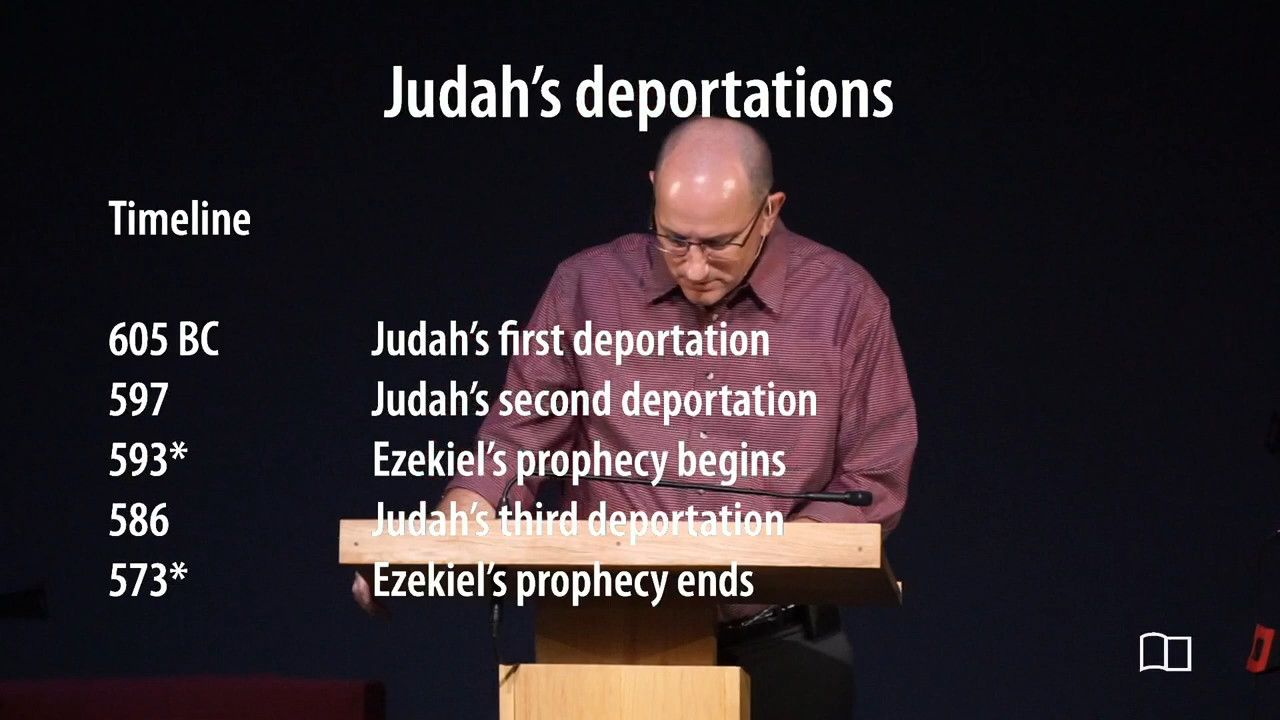 Judah’s deportations
Timeline
605 BC Judah’s first deportation
597 Judah’s second deportation
593* Ezekiel’s prophecy begins
586 Judah’s third deportation
573* Ezekiel’s prophecy ends